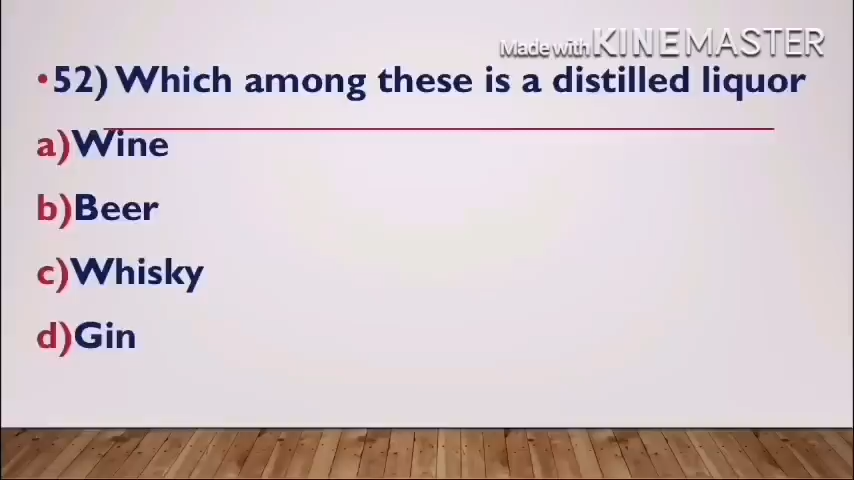 Made with KINEMASTER
•52) Which among these is a distilled liquor
a)Wine
b)Beer
c)Whisky
d)Gin